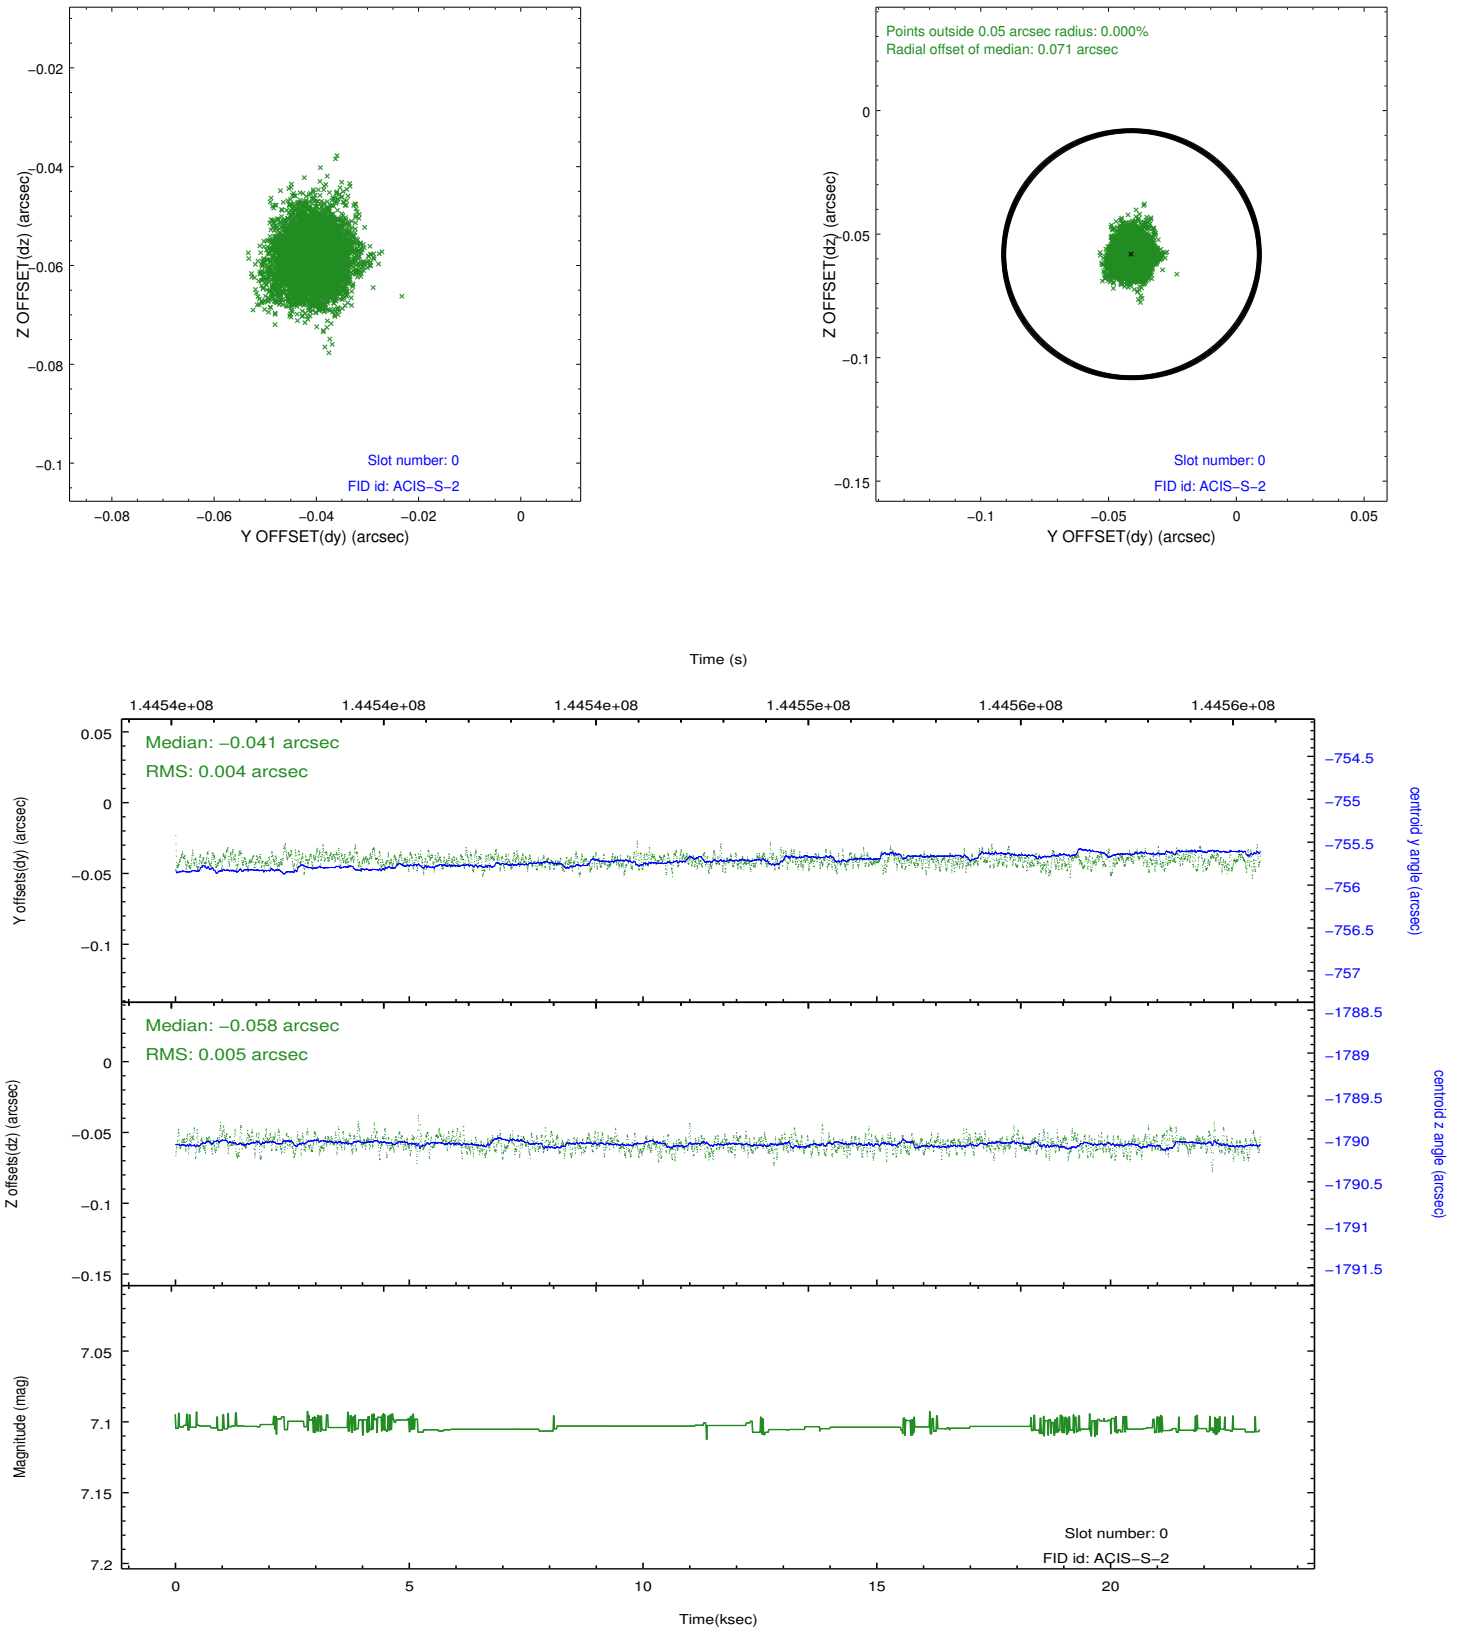 −0.02
−0.04
−0.06
−0.08
−0.1
Z OFFSET(dz) (arcsec)
Slot number: 0
FID id: ACIS−S−2
−0.08
−0.06
−0.04
−0.02
0
Y OFFSET(dy) (arcsec)
Points outside 0.05 arcsec radius: 0.000%
Radial offset of median: 0.071 arcsec
0
−0.05
−0.1
−0.15
Z OFFSET(dz) (arcsec)
Slot number: 0
FID id: ACIS−S−2
−0.1
−0.05
0
0.05
Y OFFSET(dy) (arcsec)
Time (s)
1.4454e+08
1.4454e+08
1.4454e+08
1.4455e+08
1.4456e+08
1.4456e+08
Median: −0.041 arcsec
RMS: 0.004 arcsec
0.05
0
−0.05
−0.1
Y offsets(dy) (arcsec)
−754.5
−755
−755.5
−756
−756.5
−757
centroid y angle (arcsec)
Median: −0.058 arcsec
RMS: 0.005 arcsec
0
−0.05
−0.1
−0.15
Z offsets(dz) (arcsec)
−1788.5
−1789
−1789.5
−1790
−1790.5
−1791
−1791.5
centroid z angle (arcsec)
7.05
7.1
7.15
7.2
Magnitude (mag)
Slot number: 0
FID id: ACIS−S−2
0
5
10
15
20
Time(ksec)